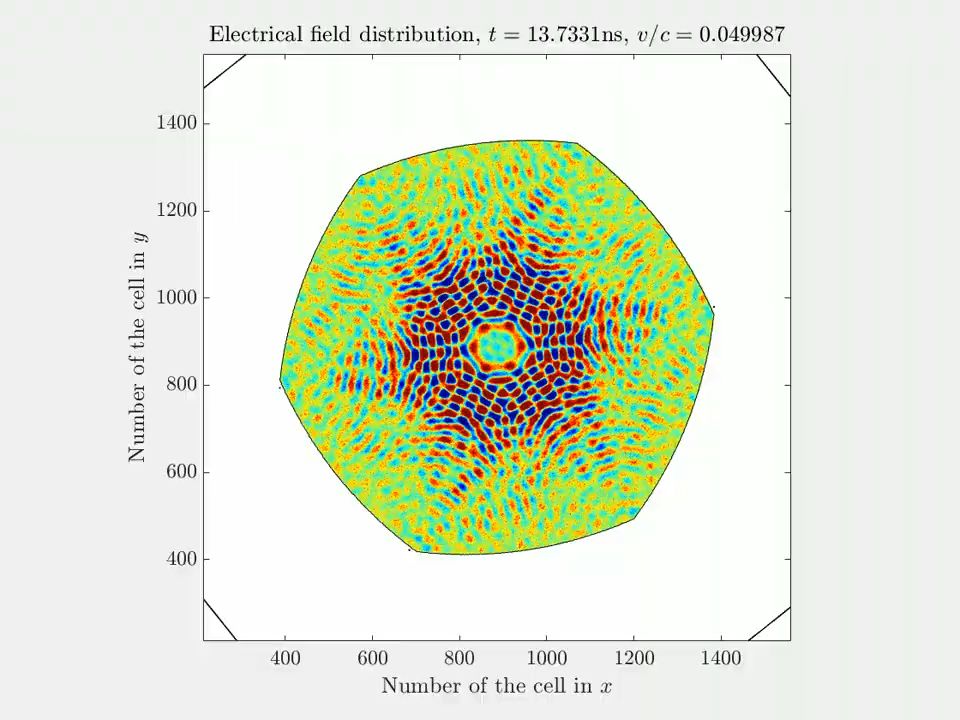 Electrical field distribution, t = 13.7331ns, v/c = 0.049987
Number of the cell in y
1400
1200
1000
800
600
400
400 600 800 1000 1200 1400
Number of the cell in x